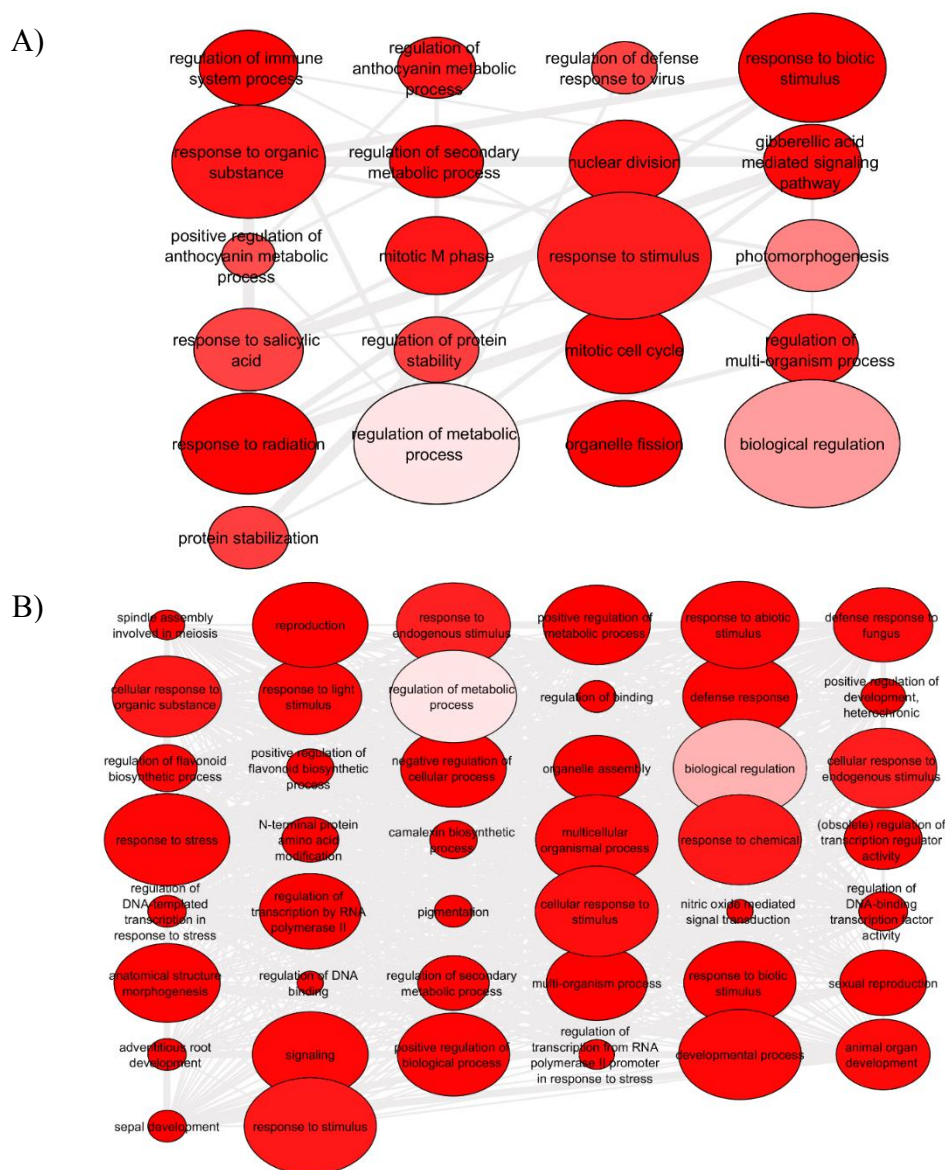 A)
regulation of immune
system process
regulation of
anthocyanin metabolic
process
regulation of defense
response to virus
response to biotic
stimulus
response to organic
substance
regulation of secondary
metabolic process
nuclear division
gibberellic acid
mediated signaling
pathway
positive regulation of
anthocyanin metabolic
process
mitotic M phase
response to stimulus
photomorphogenesis
response to salicylic
acid
regulation of protein
stability
mitotic cell cycle
regulation of
multi-organism process
response to radiation
regulation of metabolic
process
organelle fission
biological regulation
protein stabilization
B)
spindle assembly
involved in meiosis
reproduction
response to
endogenous stimulus
positive regulation of
metabolic process
response to abiotic
stimulus
defense response to
fungus
cellular response to
organic substance
response to light
stimulus
regulation of metabolic
process
regulation of binding
defense response
positive regulation of
development,
heterochronic
regulation of flavonoid
biosynthetic process
positive regulation of
flavonoid biosynthetic
process
negative regulation of
cellular process
organelle assembly
biological regulation
cellular response to
endogenous stimulus
response to stress
N-terminal protein
amino acid
modification
camalexin biosynthetic
process
multicellular
organismal process
response to chemical
(obsolete) regulation of
transcription regulator
activity
regulation of
DNA-templated
transcription in
response to stress
regulation of
transcription by RNA
polymerase II
pigmentation
cellular response to
stimulus
nitric oxide mediated
signal transduction
regulation of
DNA-binding
transcription factor
activity
anatomical structure
morphogenesis
regulation of DNA
binding
regulation of secondary
metabolic process
multi-organism process
response to biotic
stimulus
sexual reproduction
adventitious root
development
signaling
positive regulation of
biological process
regulation of
transcription from RNA
polymerase II promoter
in response to stress
developmental process
animal organ
development
sepal development
response to stimulus